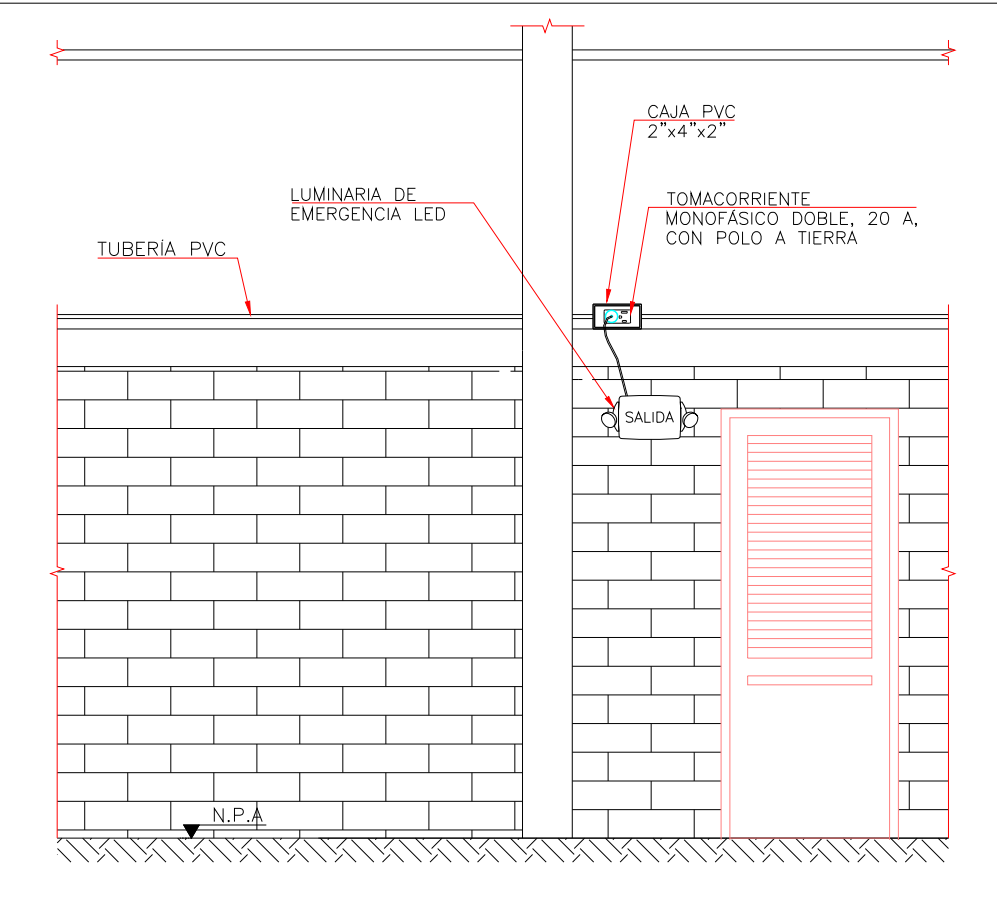 CAJA PVC
2"x4"x2"
LUMINARIA DE
EMERGENCIA LED
TOMACORRIENTE
MONOFÁSICO DOBLE, 20 A,
CON POLO A TIERRA
TUBERÍA PVC
SALIDA
N.P.A